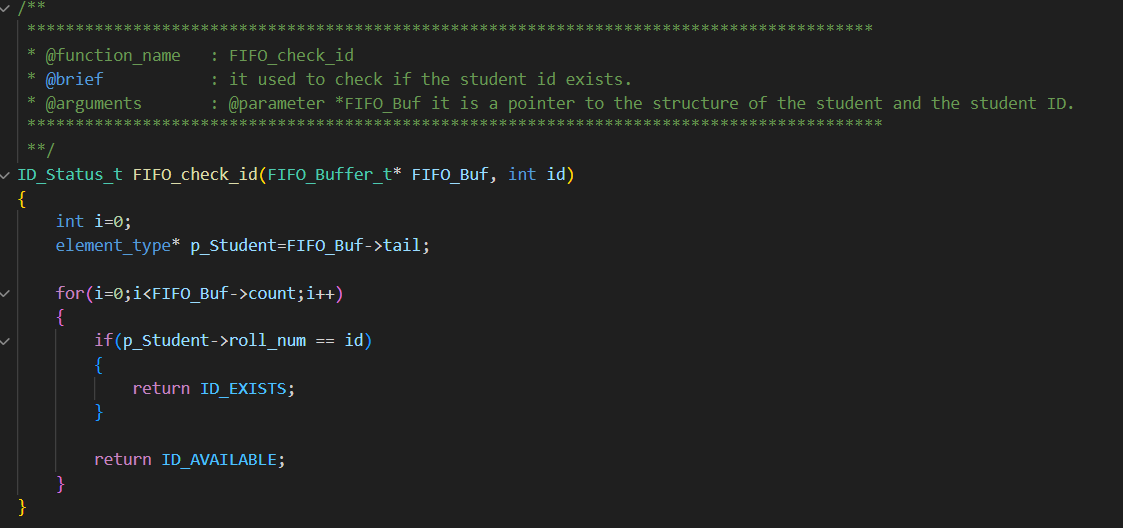 /**
****************************************************************************************
* @function_name   : FIFO_check_id
* @brief           : it used to check if the student id exists.
* @arguments       : @parameter *FIFO_Buf it is a pointer to the structure of the student and the student ID.
*****************************************************************************************
**/
ID_Status_t FIFO_check_id(FIFO_Buffer_t* FIFO_Buf, int id)
{
    int i=0;
    element_type* p_Student=FIFO_Buf->tail;

    for(i=0;i<FIFO_Buf->count;i++)
    {
        if(p_Student->roll_num == id)
        {
            return ID_EXISTS;
        }

        return ID_AVAILABLE;
    }
}